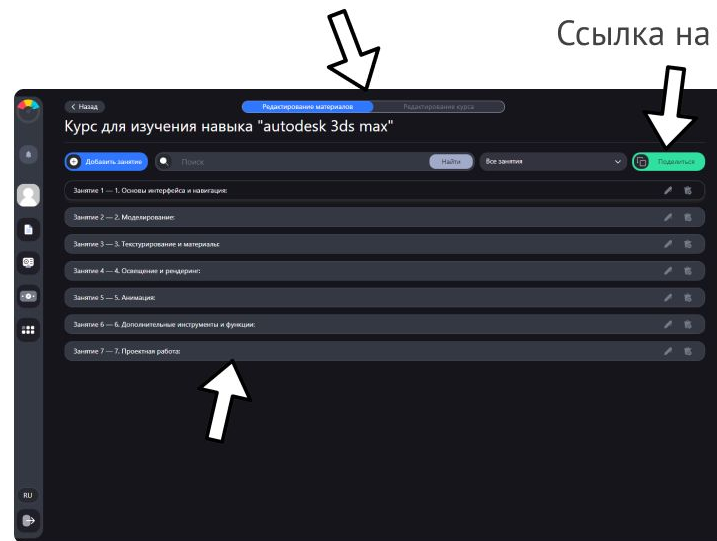 Ссылка на
Назад
Редактирование материалов
Редактирование курса
Курс для изучения навыка "autodesk 3ds max"
Добавить занятие
Поиск
Найти
Все занятия
Поделиться
Занятие 1 — 1. Основы интерфейса и навигация:
Занятие 2 — 2. Моделирование:
Занятие 3 — 3. Текстурирование и материалы:
Занятие 4 — 4. Освещение и рендеринг:
Занятие 5 — 5. Анимация:
Занятие 6 — 6. Дополнительные инструменты и функции:
Занятие 7 — 7. Проектная работа:
RU